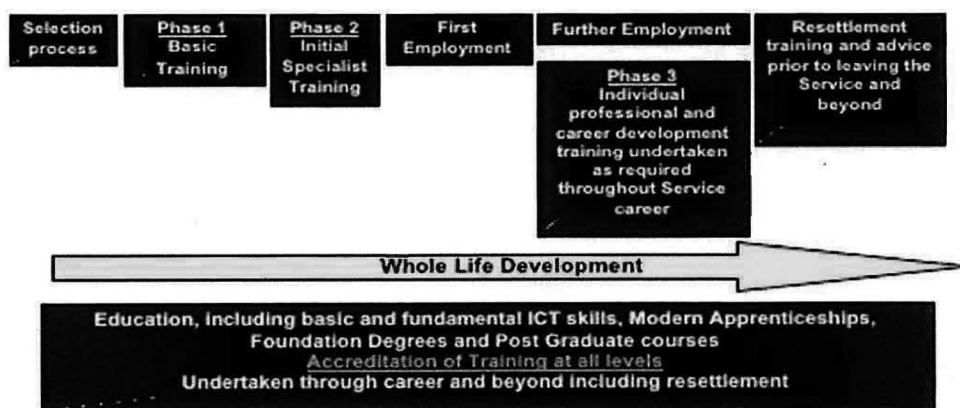 Selection
process
Phase 1
Basic
Training
Phase 2
Initial
Specialist
Training
First
Employment
Further Employment
Phase 3
Individual
professional and
career development
training undertaken
as required
throughout Service
career
Resettlement
training and advice
prior to leaving the
Service and
beyond
Whole Life Development
Education, including basic and fundamental ICT skills, Modern Apprenticeships,
Foundation Degrees and Post Graduate courses
Accreditation of Training at all levels
Undertaken through career and beyond including resettlement